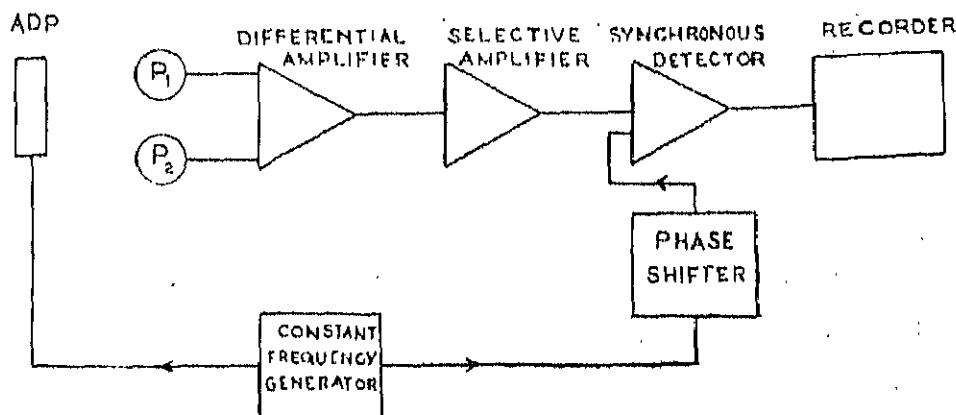 ADP
DIFFERENTIAL
AMPLIFIER
SELECTIVE
AMPLIFIER
SYNCHRONOUS
DETECTOR
RECORDER
P1
P2
PHASE
SHIFTER
CONSTANT
FREQUENCY
GENERATOR